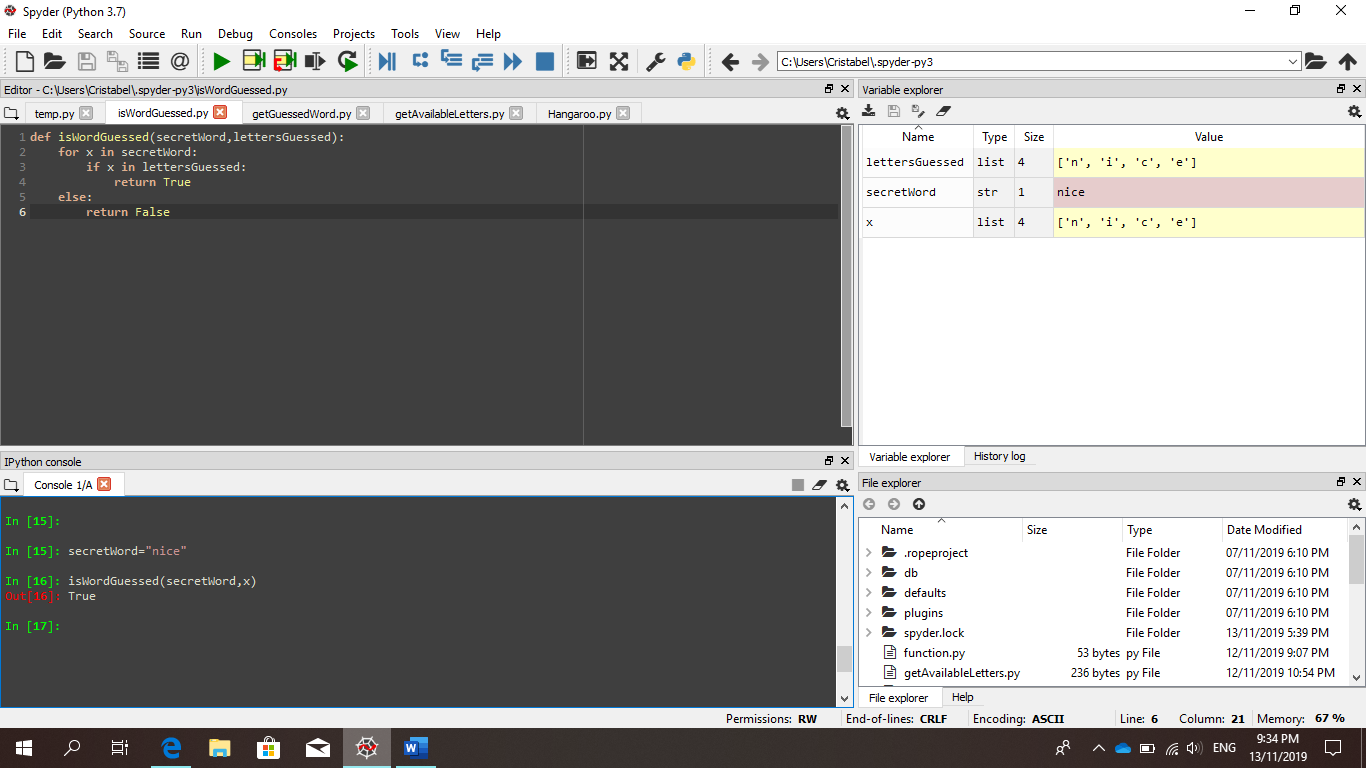 Spyder (Python 3.7)
File Edit Search Source Run Debug Consoles Projects Tools View Help
C:\Users\Cristabel\.spyder-py3
Editor - C:\Users\Cristabel\.spyder-py3\isWordGuessed.py
temp.py isWordGuessed.py getGuessedWord.py getAvailableLetters.py Hangaroo.py
1 def isWordGuessed(secretWord,lettersGuessed):
2     for x in secretWord:
3         if x in lettersGuessed:
4             return True
5     else:
6         return False
Variable explorer
Name Type Size Value
lettersGuessed list 4 ['n', 'i', 'c', 'e']
secretWord str 1 nice
x list 4 ['n', 'i', 'c', 'e']
Variable explorer History log
IPython console
Console 1/A
In [15]:
In [15]: secretWord="nice"
In [16]: isWordGuessed(secretWord,x)
Out[16]: True
In [17]:
File explorer
Name Size Type Date Modified
.ropeproject File Folder 07/11/2019 6:10 PM
db File Folder 07/11/2019 6:10 PM
defaults File Folder 07/11/2019 6:10 PM
plugins File Folder 07/11/2019 6:10 PM
spyder.lock File Folder 13/11/2019 5:39 PM
function.py 53 bytes py File 12/11/2019 9:07 PM
getAvailableLetters.py 236 bytes py File 12/11/2019 10:54 PM
File explorer Help
Permissions: RW End-of-lines: CRLF Encoding: ASCII Line: 6 Column: 21 Memory: 67 %
ENG 9:34 PM
13/11/2019